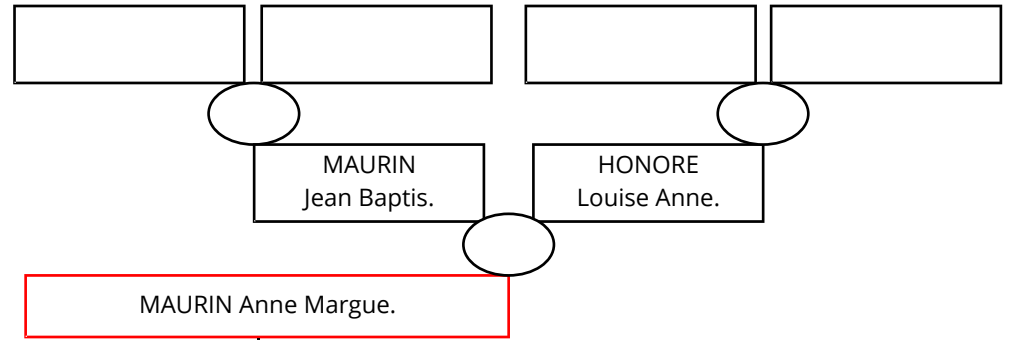 MAURIN
Jean Baptis.
HONORE
Louise Anne.
MAURIN Anne Margue.